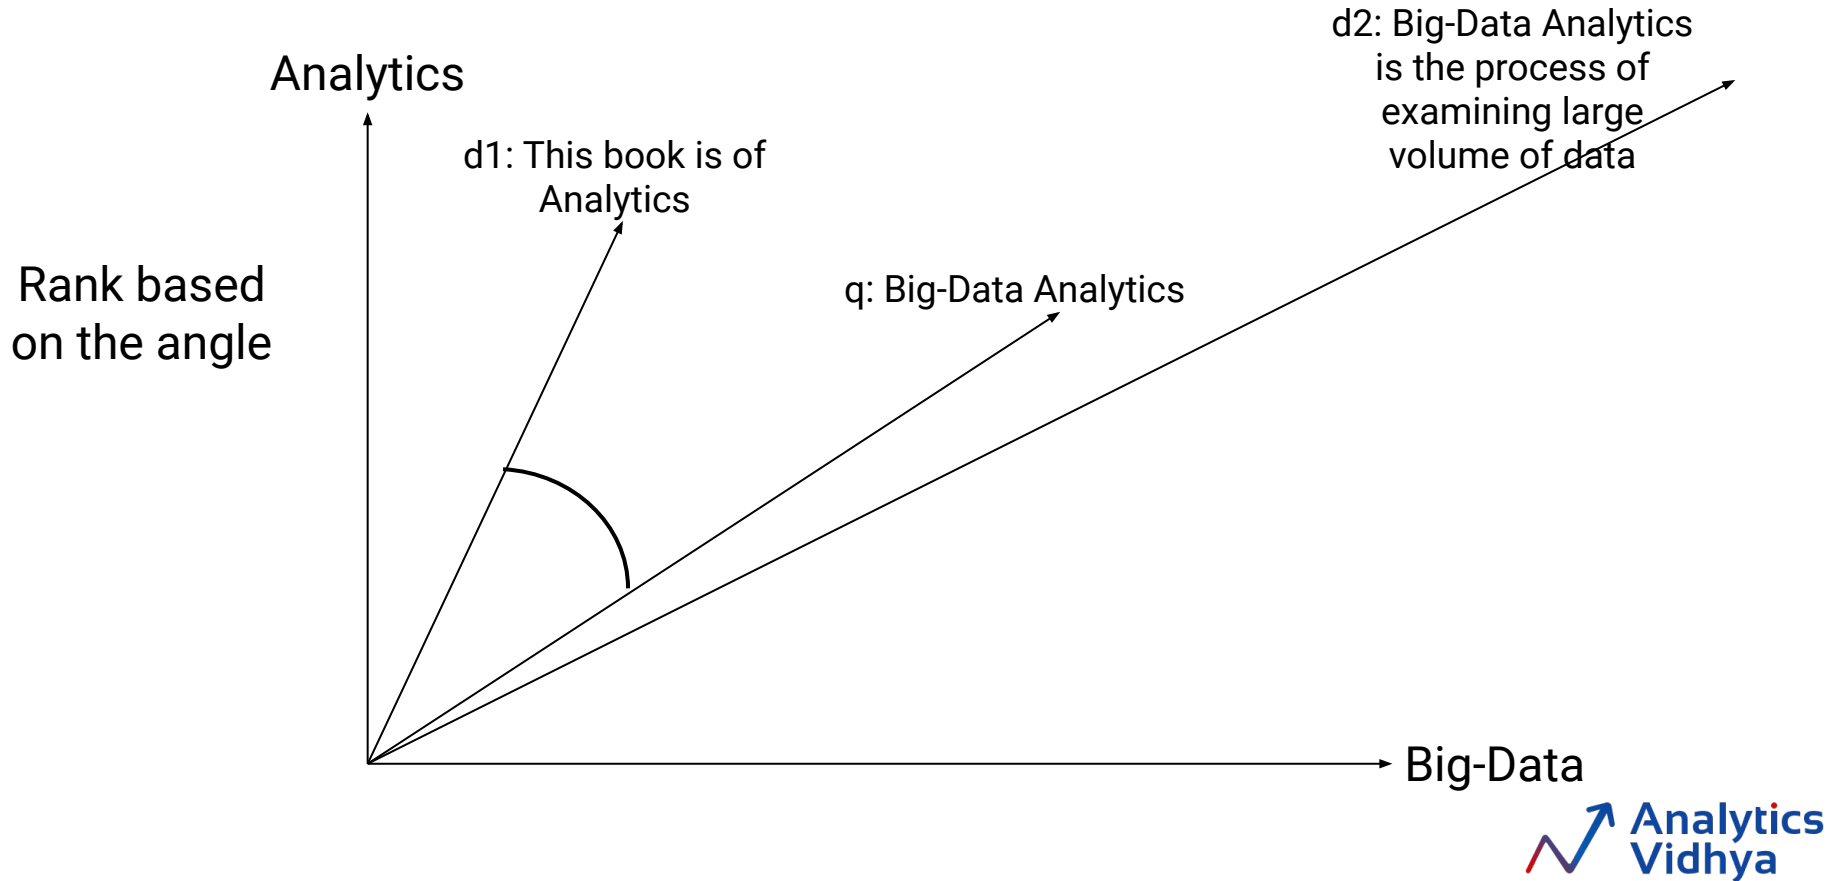 d2: Big-Data Analytics
is the process of
examining large
volume of data
Analytics
d1: This book is of
Analytics
Rank based
on the angle
q: Big-Data Analytics
Big-Data
Analytics
Vidhya